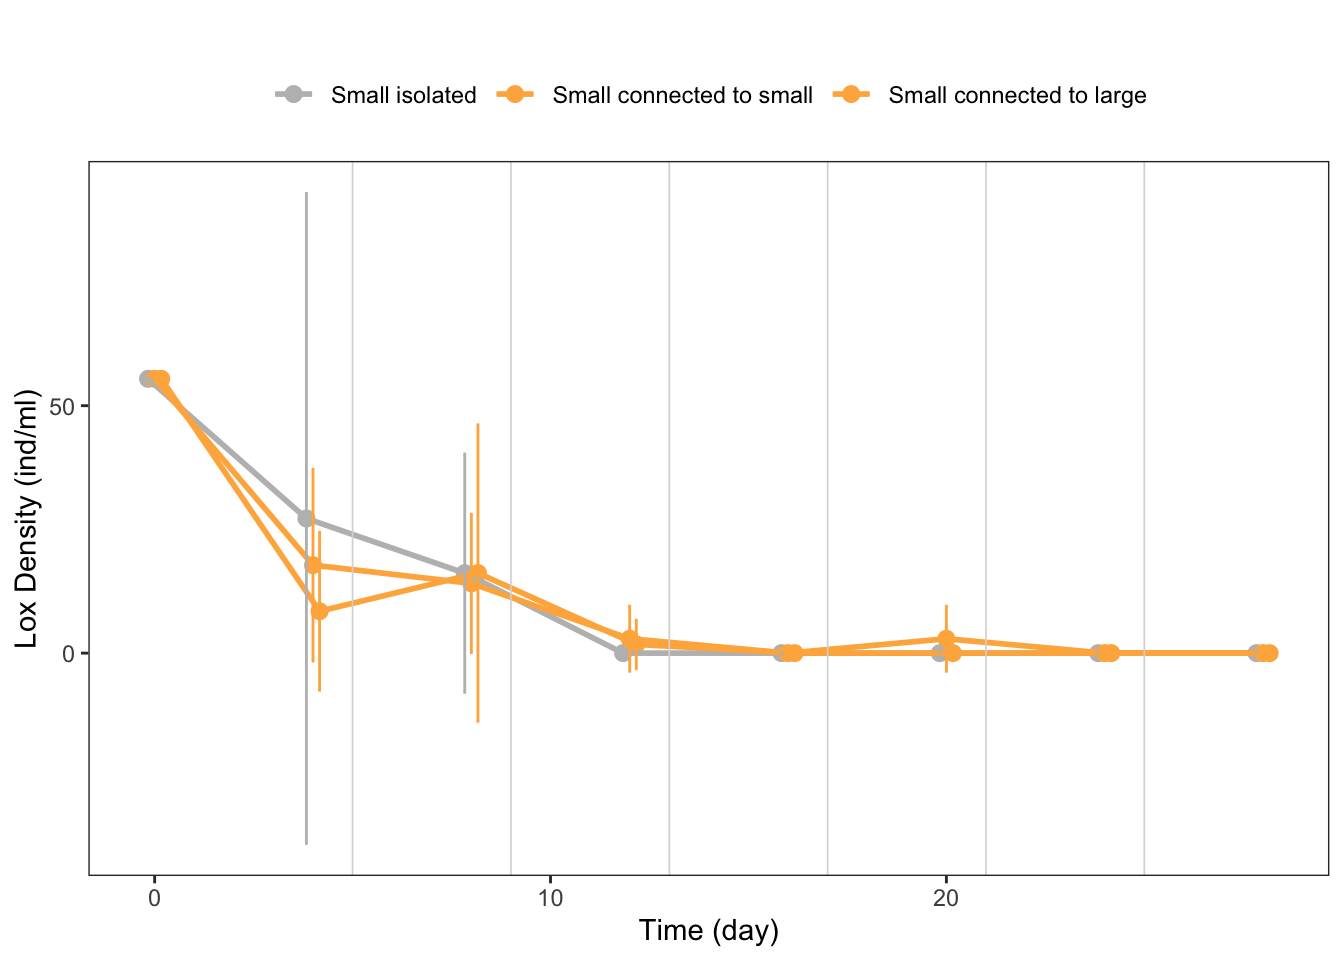 Small isolated Small connected to small Small connected to large
Lox Density (ind/ml)
50
0
0 10 20
Time (day)